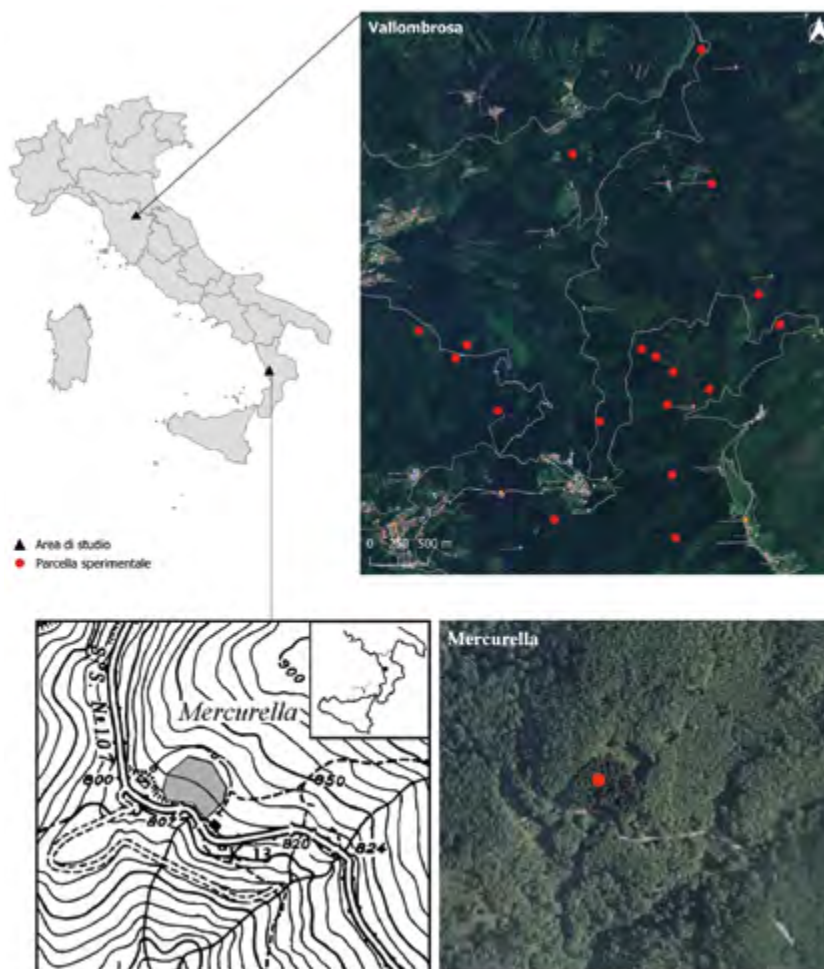 Vallombrosa
▲ Area di studio
● Parcella sperimentale
0 250 500 m
S. S. N. 107
Mercurella
900
800
807
850
820
824
13
Mercurella